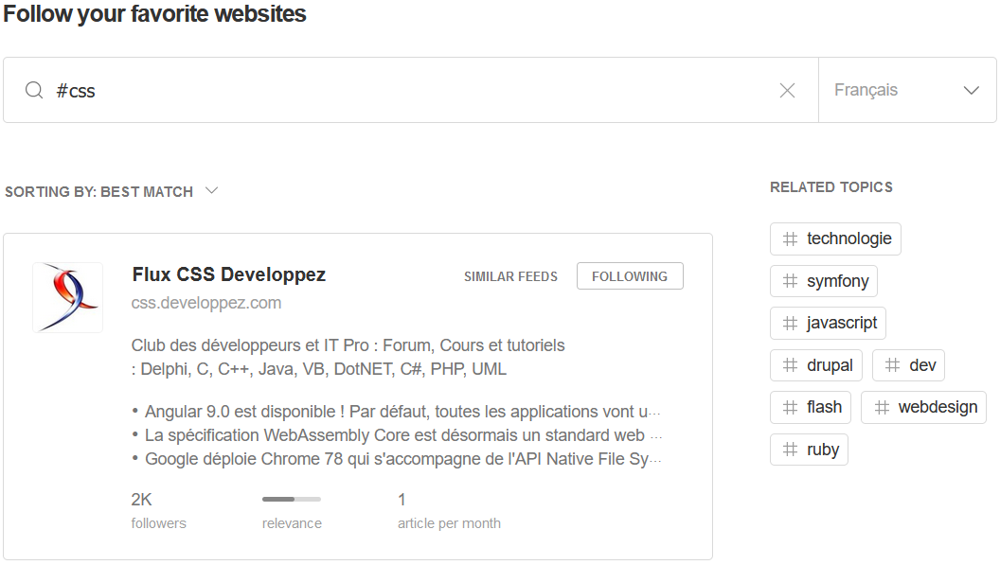 Follow your favorite websites
#css
Français
SORTING BY: BEST MATCH
RELATED TOPICS
Flux CSS Developpez
SIMILAR FEEDS
FOLLOWING
css.developpez.com
Club des développeurs et IT Pro : Forum, Cours et tutoriels
: Delphi, C, C++, Java, VB, DotNET, C#, PHP, UML
• Angular 9.0 est disponible ! Par défaut, toutes les applications vont u...
• La spécification WebAssembly Core est désormais un standard web ...
• Google déploie Chrome 78 qui s'accompagne de l'API Native File Sy...
2K
followers
relevance
1
article per month
# technologie
# symfony
# javascript
# drupal
# dev
# flash
# webdesign
# ruby